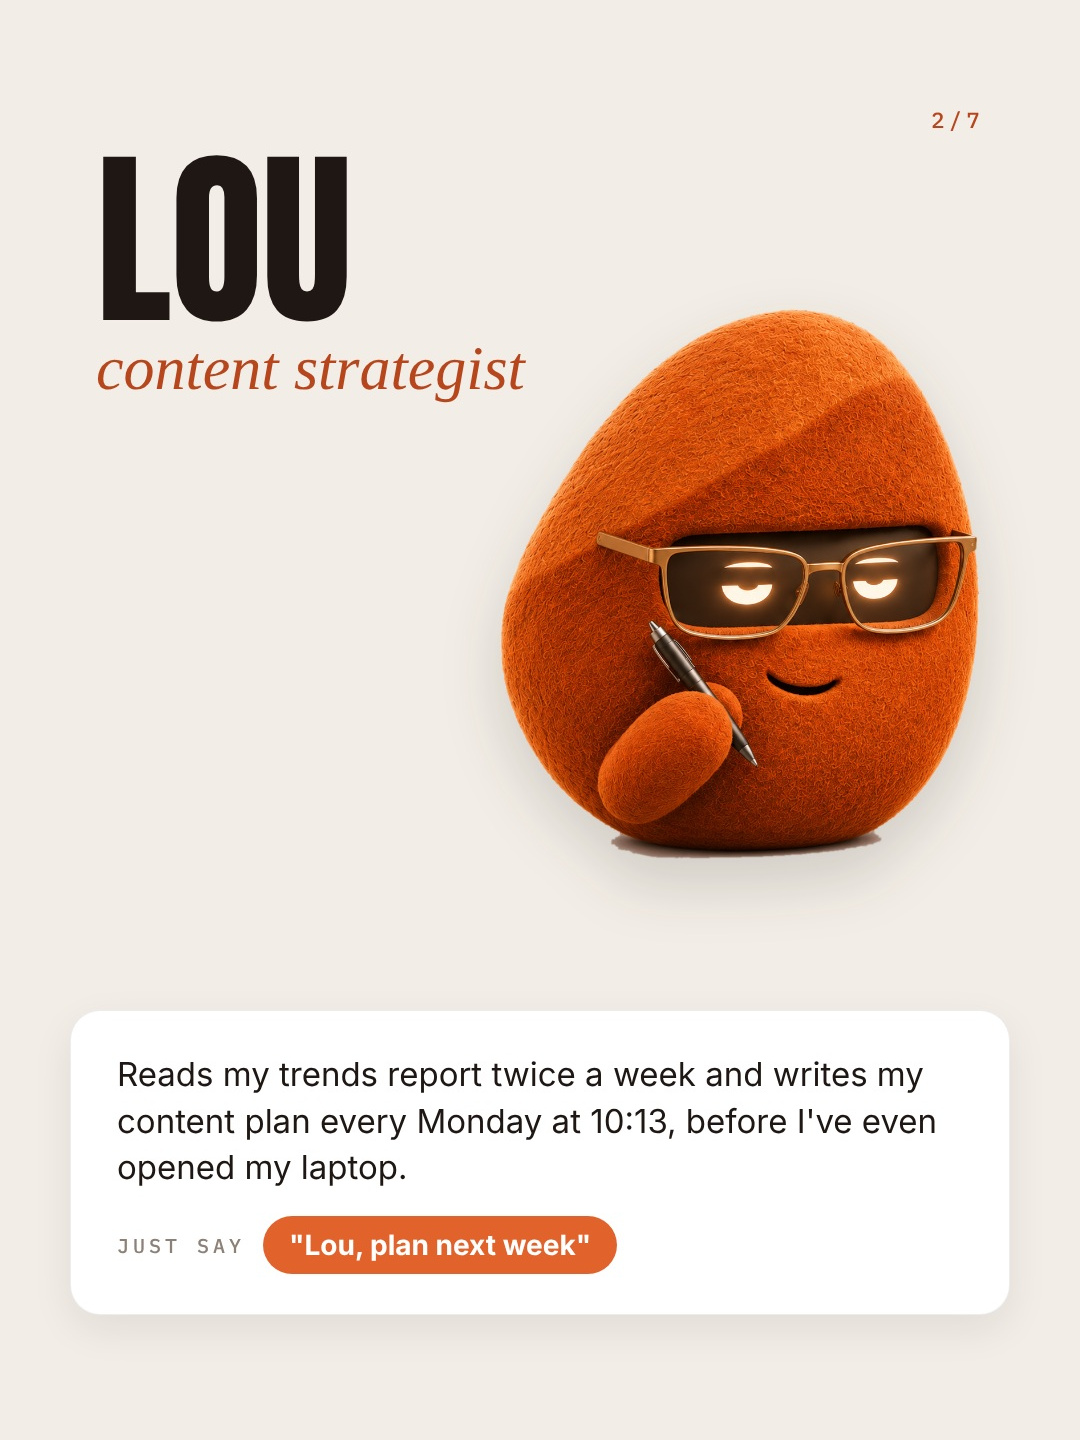 2 / 7
LOU
content strategist
Reads my trends report twice a week and writes my
content plan every Monday at 10:13, before I've even
opened my laptop.
JUST SAY "Lou, plan next week"